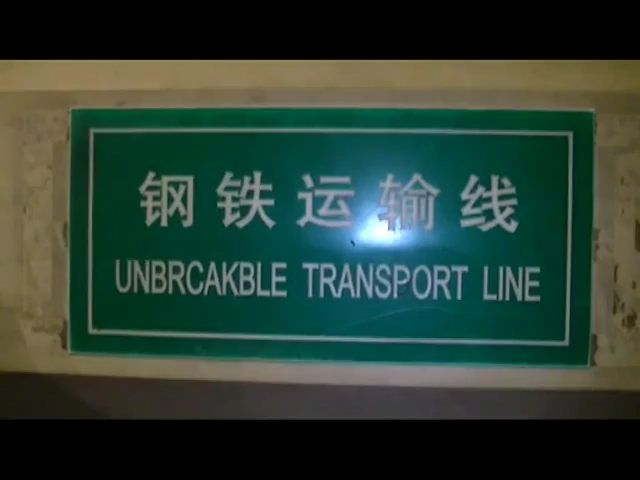 钢铁运输线
UNBRCAKBLE TRANSPORT LINE